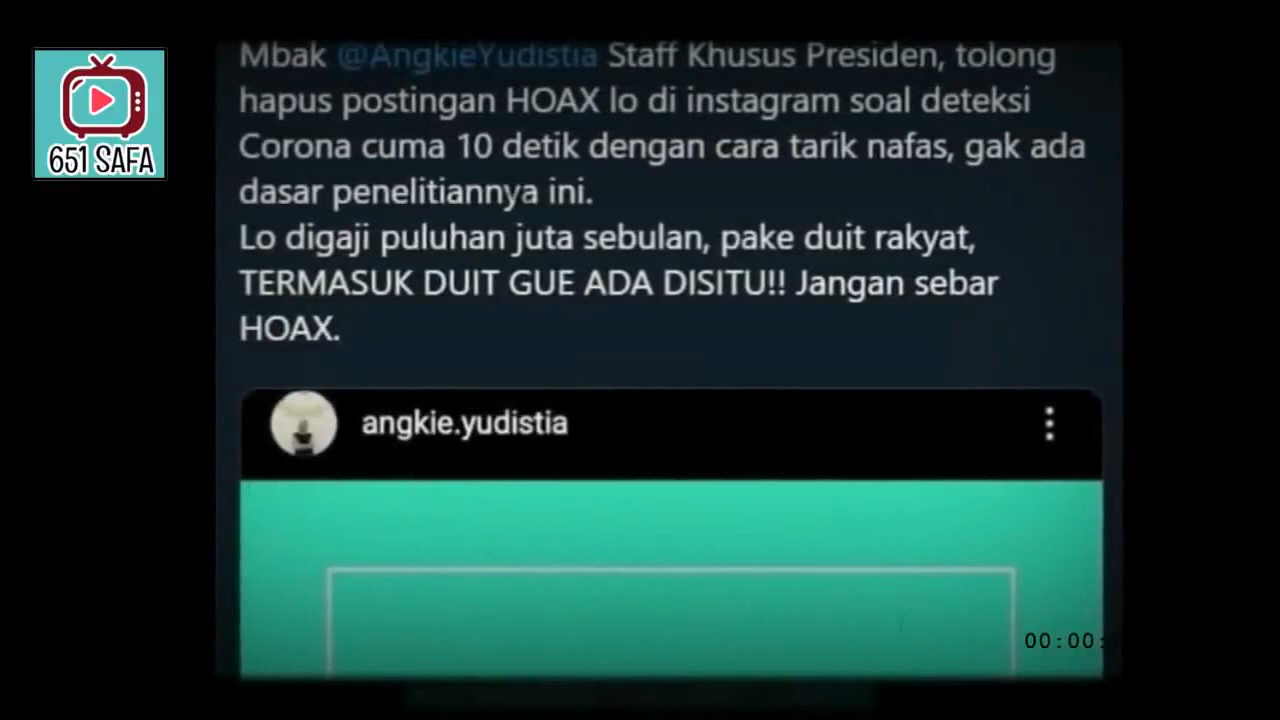 Mbak @AngkieYudistia Staff Khusus Presiden, tolong
hapus postingan HOAX lo di instagram soal deteksi
Corona cuma 10 detik dengan cara tarik nafas, gak ada
dasar penelitiannya ini.
Lo digaji puluhan juta sebulan, pake duit rakyat,
TERMASUK DUIT GUE ADA DISITU!! Jangan sebar
HOAX.
651 SAFA
angkie.yudistia
00:00: